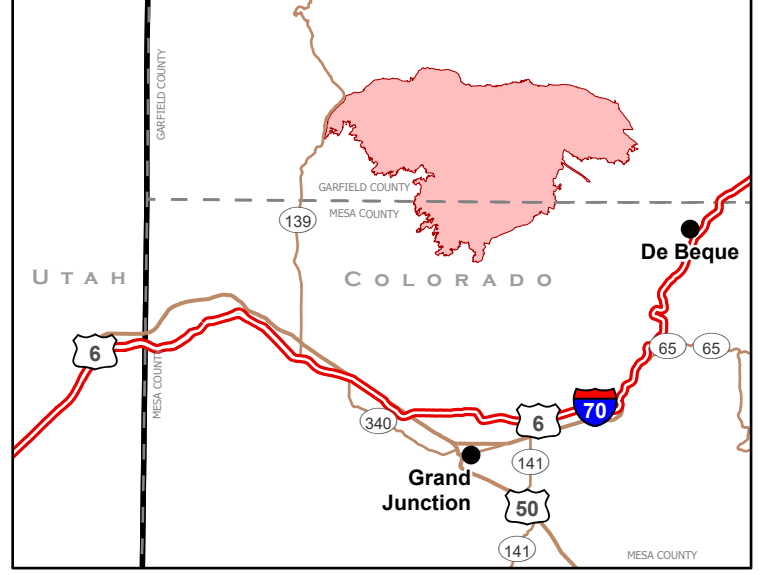 GARFIELD COUNTY
GARFIELD COUNTY
MESA COUNTY
139
De Beque
UTAH
COLORADO
6
65
65
MESA COUNTY
70
340
6
141
Grand
Junction
50
141
MESA COUNTY